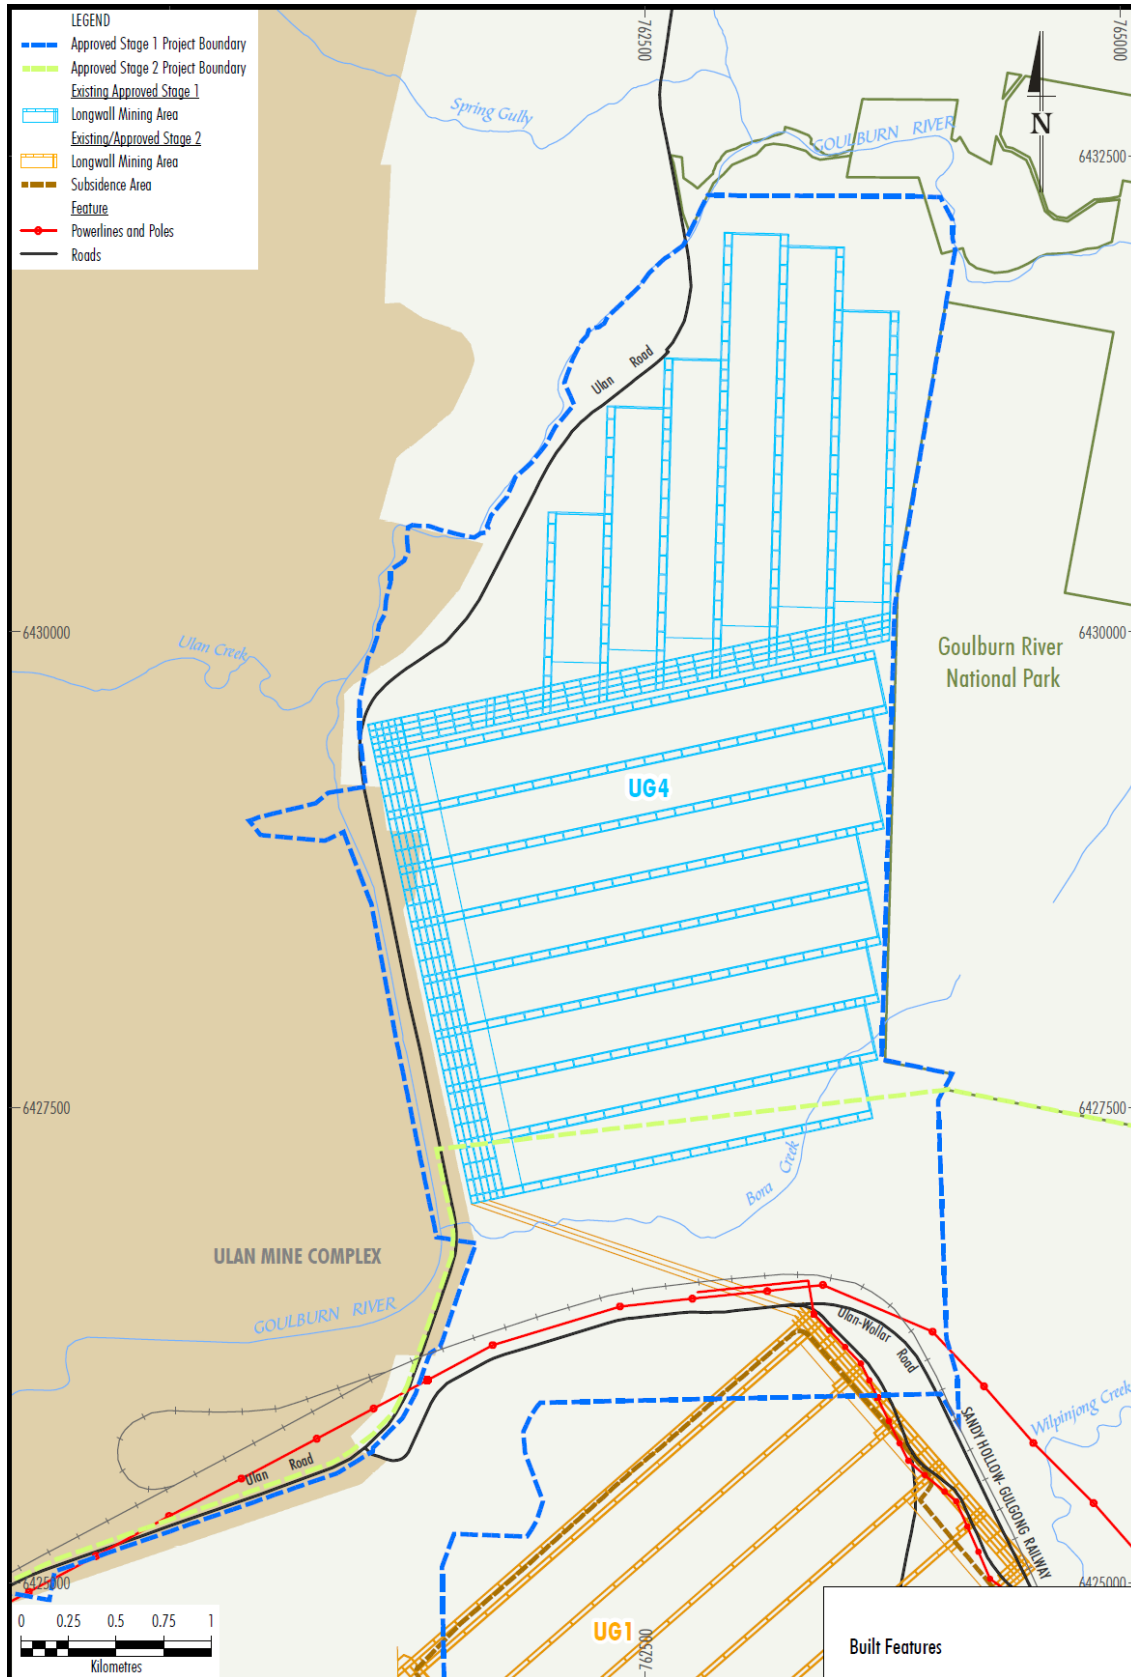 LEGEND
Approved Stage 1 Project Boundary
Approved Stage 2 Project Boundary
Existing Approved Stage 1
Longwall Mining Area
Existing/Approved Stage 2
Longwall Mining Area
Subsidence Area
Feature
Powerlines and Poles
Roads
762500
765000
Spring Gully
GOULBURN RIVER
N
6432500
Ulan Road
6430000
Ulan Creek
6430000
Goulburn River
National Park
UG4
6427500
6427500
Bora Creek
ULAN MINE COMPLEX
GOULBURN RIVER
Ulan-Wollar Road
Wilpinjong Creek
SANDY HOLLOW- GULGONG RAILWAY
Ulan Road
6425000
6425000
0 0.25 0.5 0.75 1
Kilometres
UG1
762500
Built Features